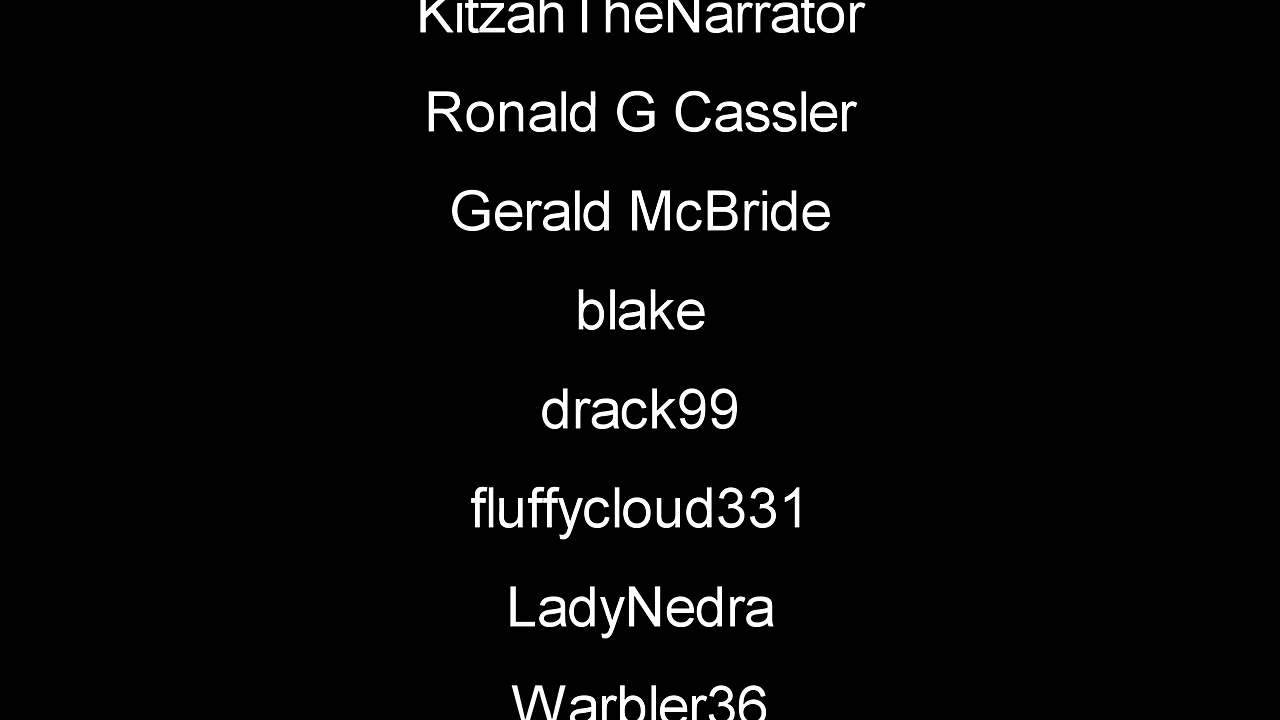 KitzahTheNarrator
Ronald G Cassler
Gerald McBride
blake
drack99
fluffycloud331
LadyNedra
Warbler36